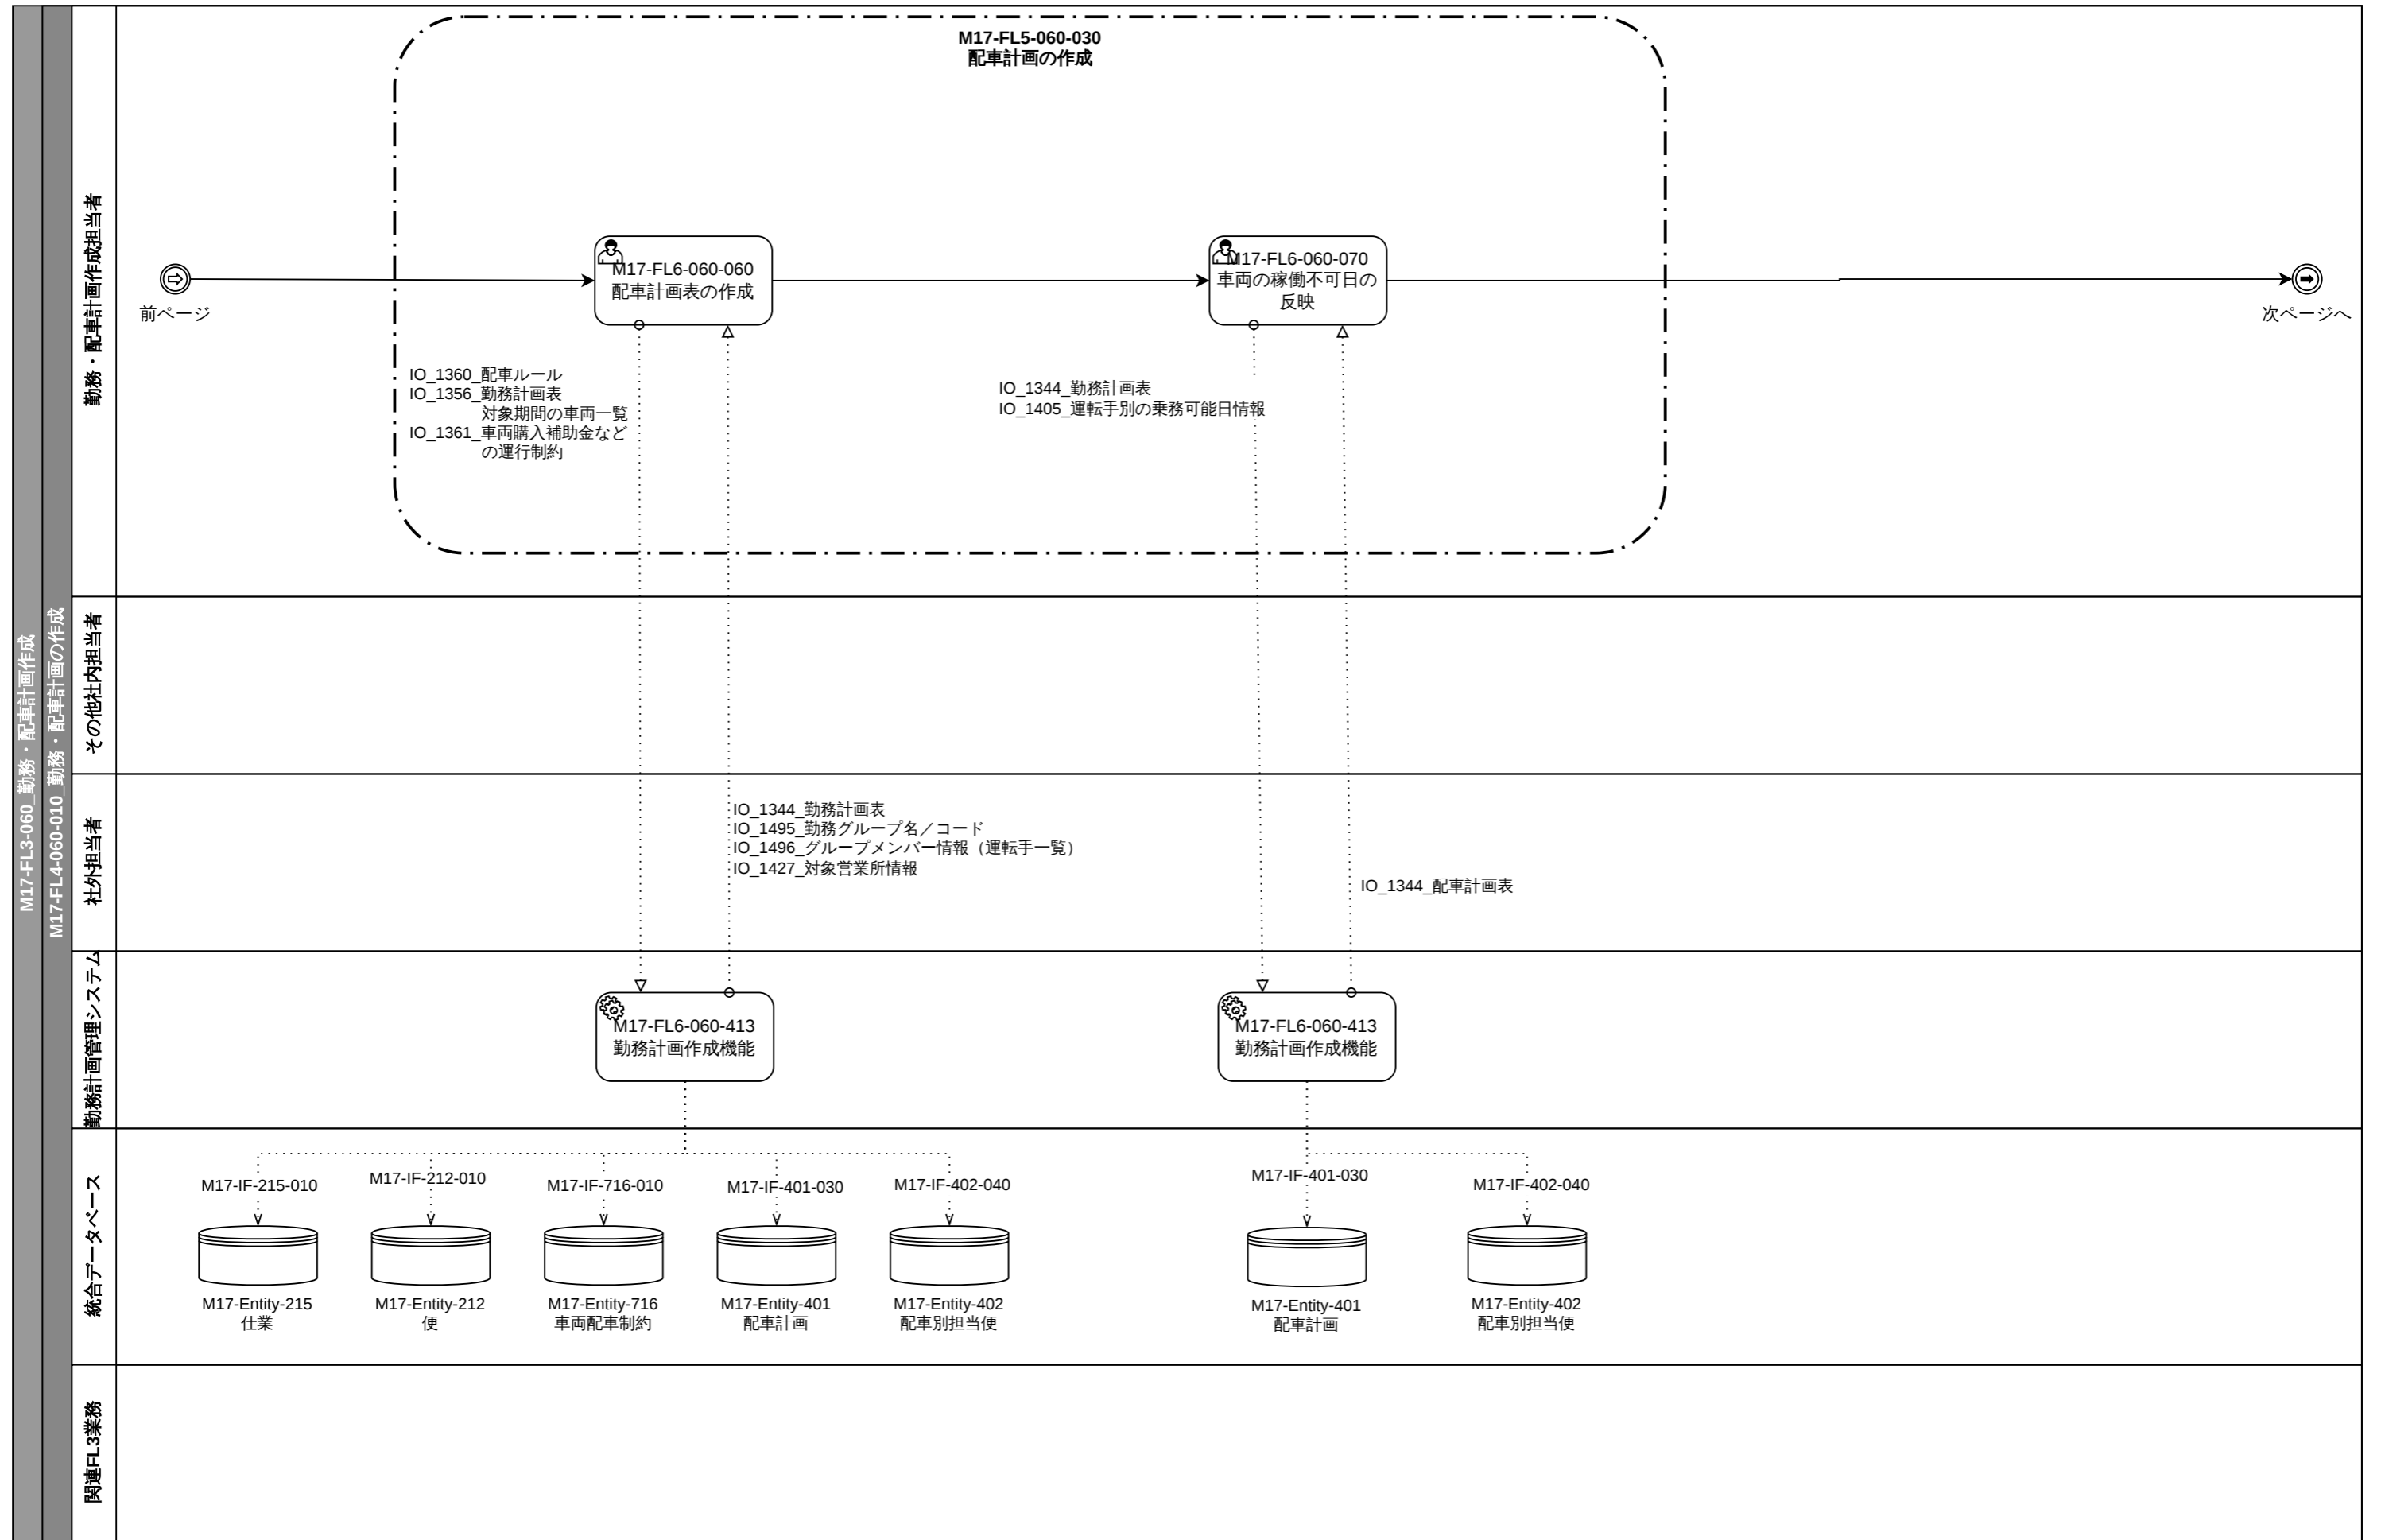 M17-FL3-060_勤務・配車計画作成
M17-FL4-060-010_勤務・配車計画の作成
勤務・配車計画作成担当者
M17-FL5-060-030
配車計画の作成
前ページ
M17-FL6-060-060
配車計画表の作成
M17-FL6-060-070
車両の稼働不可日の
反映
次ページへ
IO_1360_配車ルール
IO_1356_勤務計画表
対象期間の車両一覧
IO_1361_車両購入補助金など
の運行制約
IO_1344_勤務計画表
IO_1405_運転手別の乗務可能日情報
その他社内担当者
社外担当者
IO_1344_勤務計画表
IO_1495_勤務グループ名／コード
IO_1496_グループメンバー情報（運転手一覧）
IO_1427_対象営業所情報
IO_1344_配車計画表
勤務計画管理システム
M17-FL6-060-413
勤務計画作成機能
M17-FL6-060-413
勤務計画作成機能
統合データベース
M17-IF-215-010
M17-IF-212-010
M17-IF-716-010
M17-IF-401-030
M17-IF-402-040
M17-IF-401-030
M17-IF-402-040
M17-Entity-215
仕業
M17-Entity-212
便
M17-Entity-716
車両配車制約
M17-Entity-401
配車計画
M17-Entity-402
配車別担当便
M17-Entity-401
配車計画
M17-Entity-402
配車別担当便
関連FL3業務